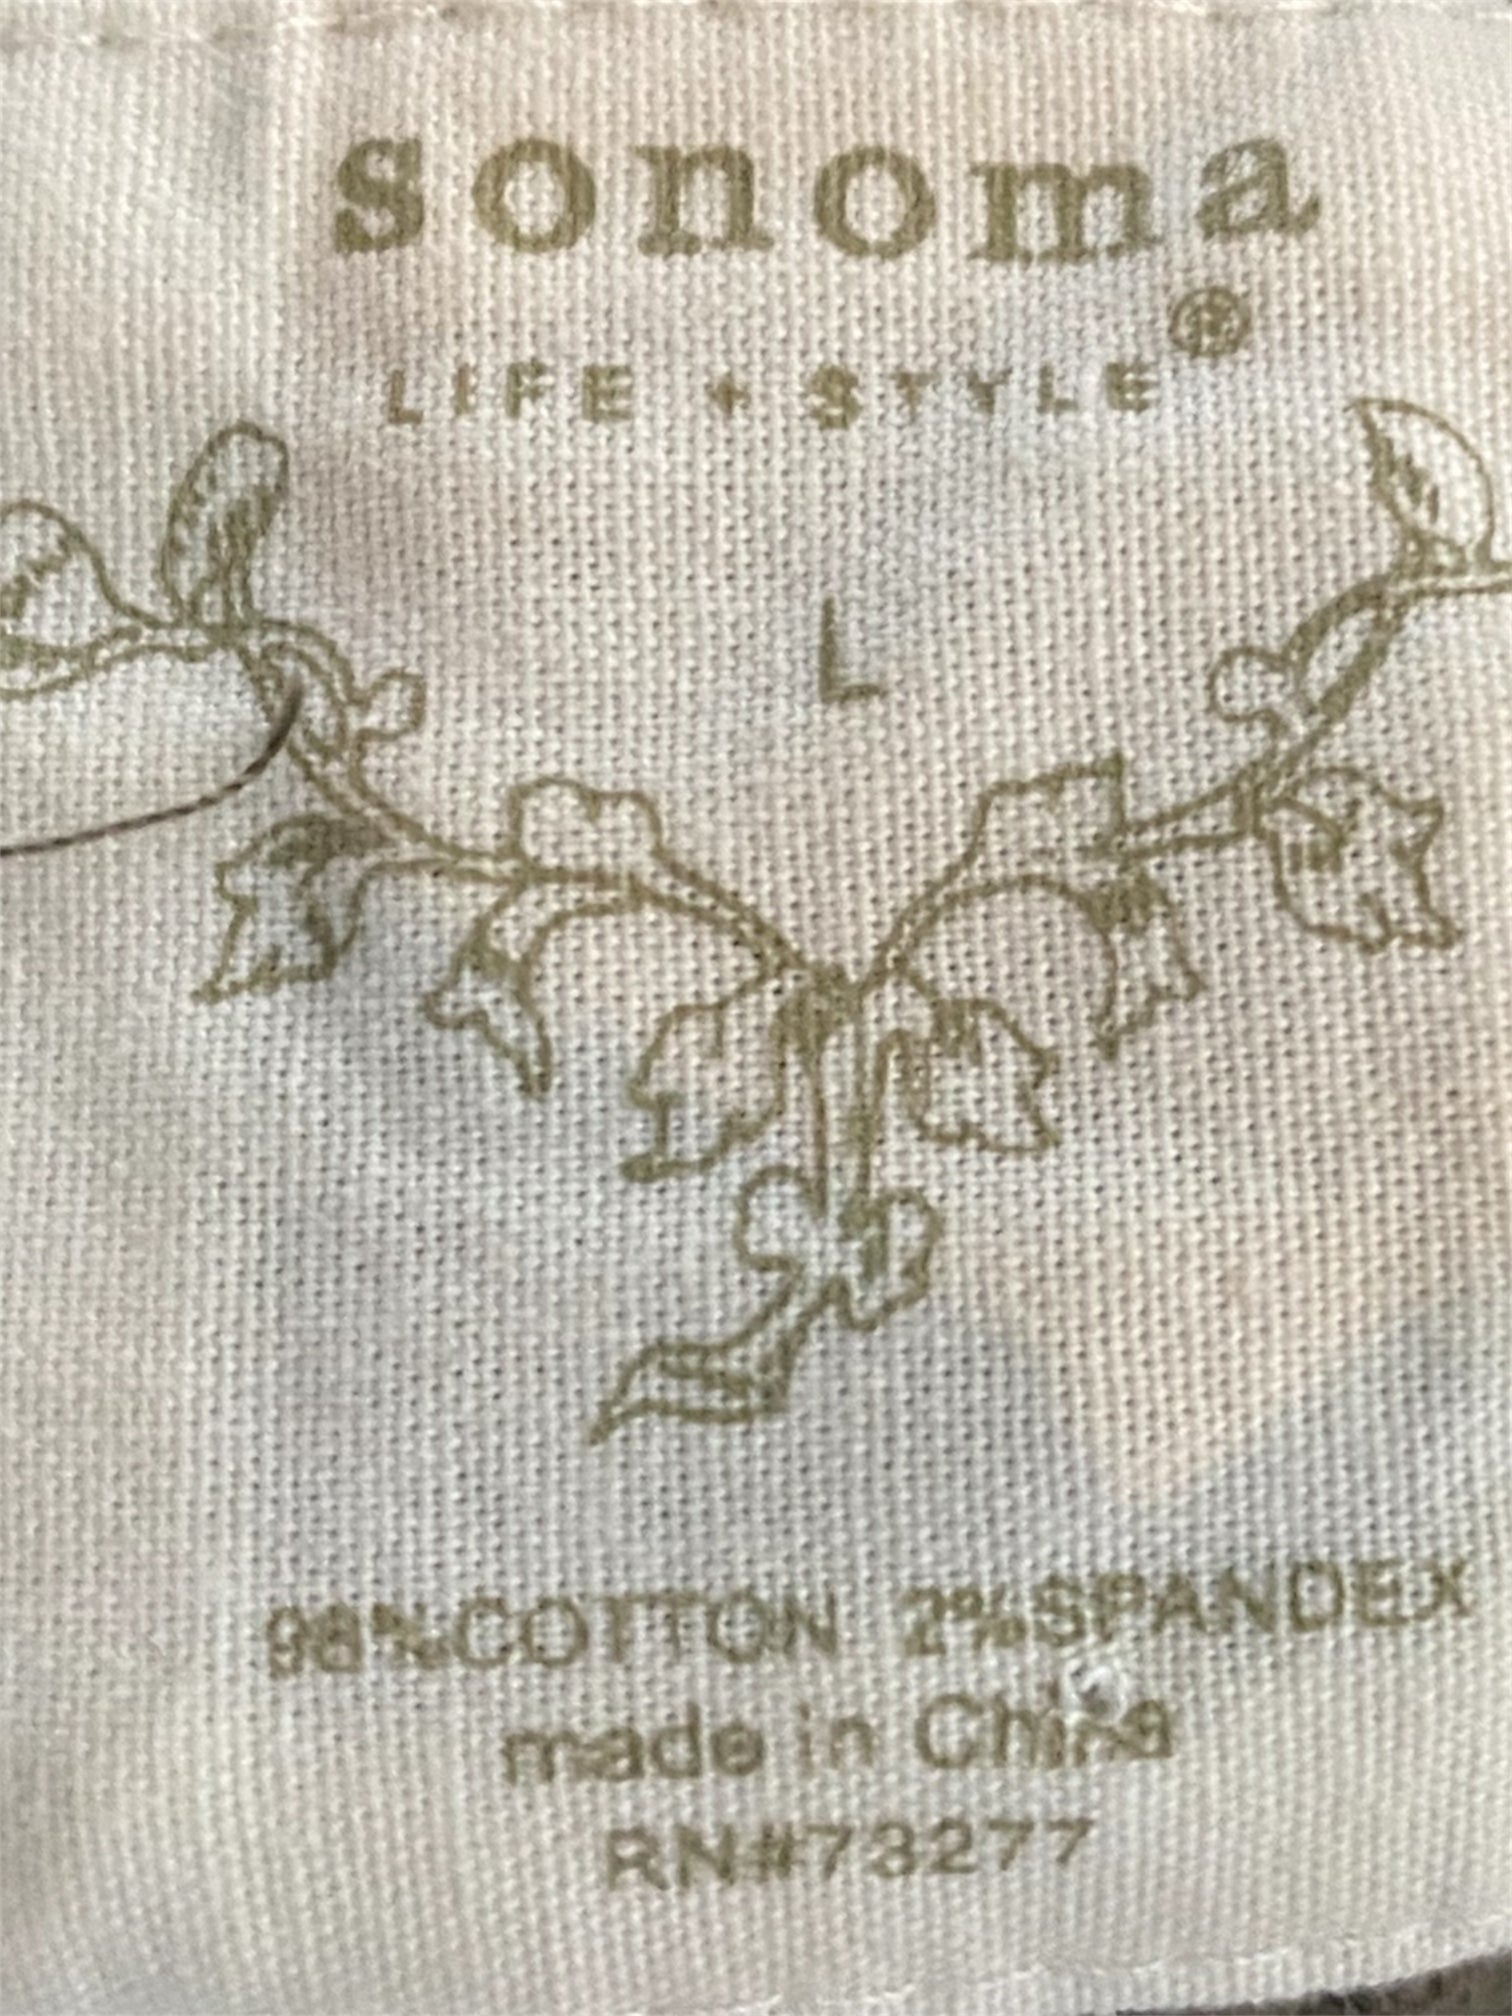 sonoma
®
LIFE + STYLE
L
98%COTTON 2%SPANDEX
made in China
RN#73277